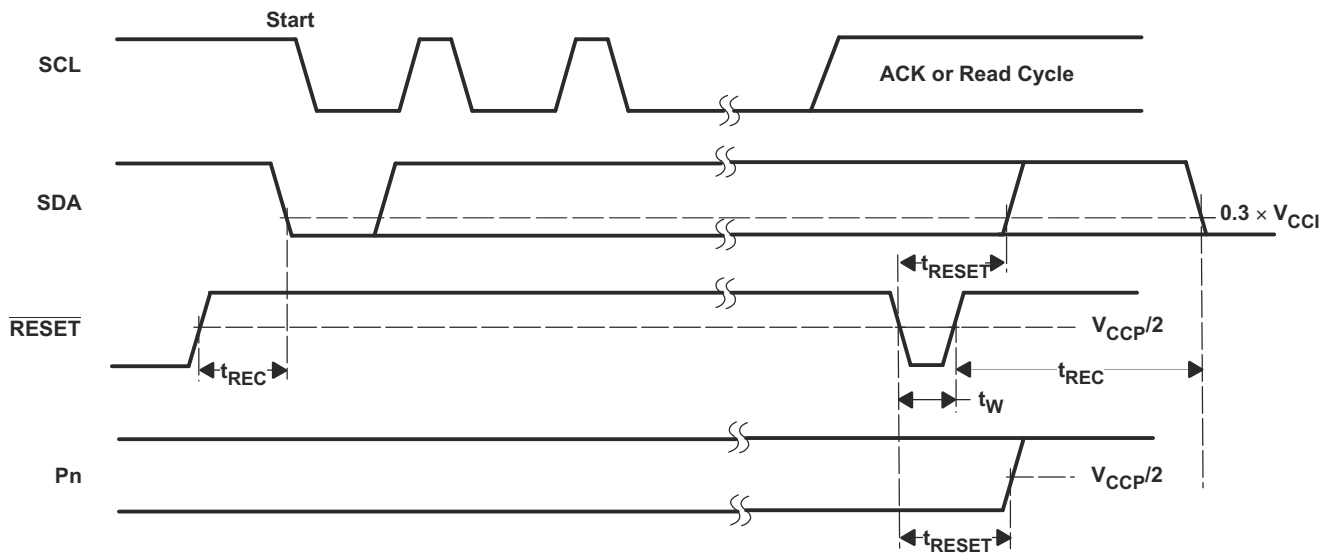 Start
SCL
ACK or Read Cycle
SDA
0.3 × VCCI
tRESET
RESET
VCCP/2
tREC
tREC
tW
Pn
VCCP/2
tRESET